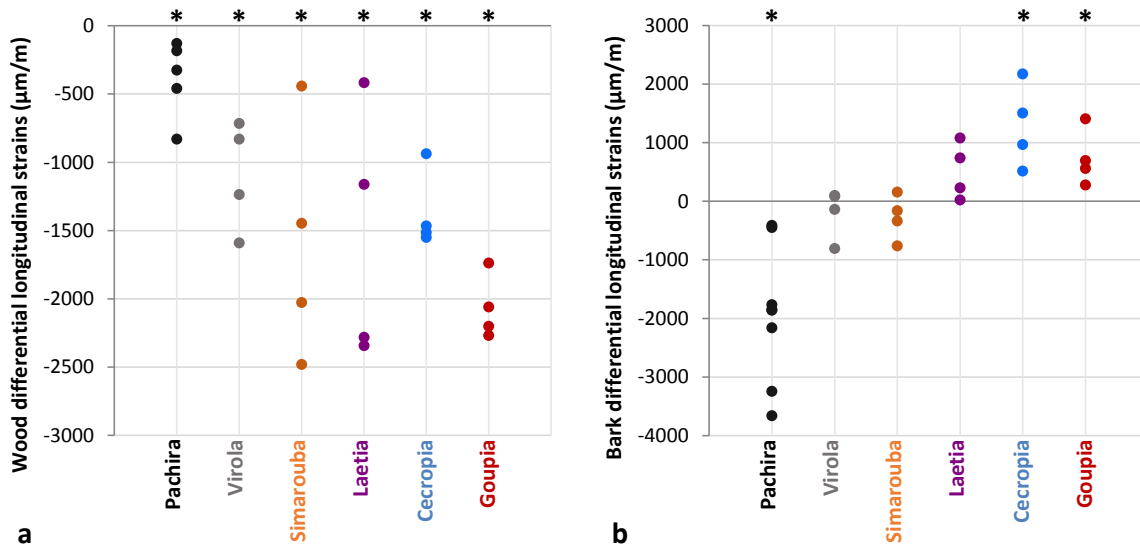 * * * * * *
Wood differential longitudinal strains (µm/m)
0
-500
-1000
-1500
-2000
-2500
-3000
Pachira
Virola
Simarouba
Laetia
Cecropia
Goupia
a
* * *
Bark differential longitudinal strains (µm/m)
3000
2000
1000
0
-1000
-2000
-3000
-4000
Pachira
Virola
Simarouba
Laetia
Cecropia
Goupia
b